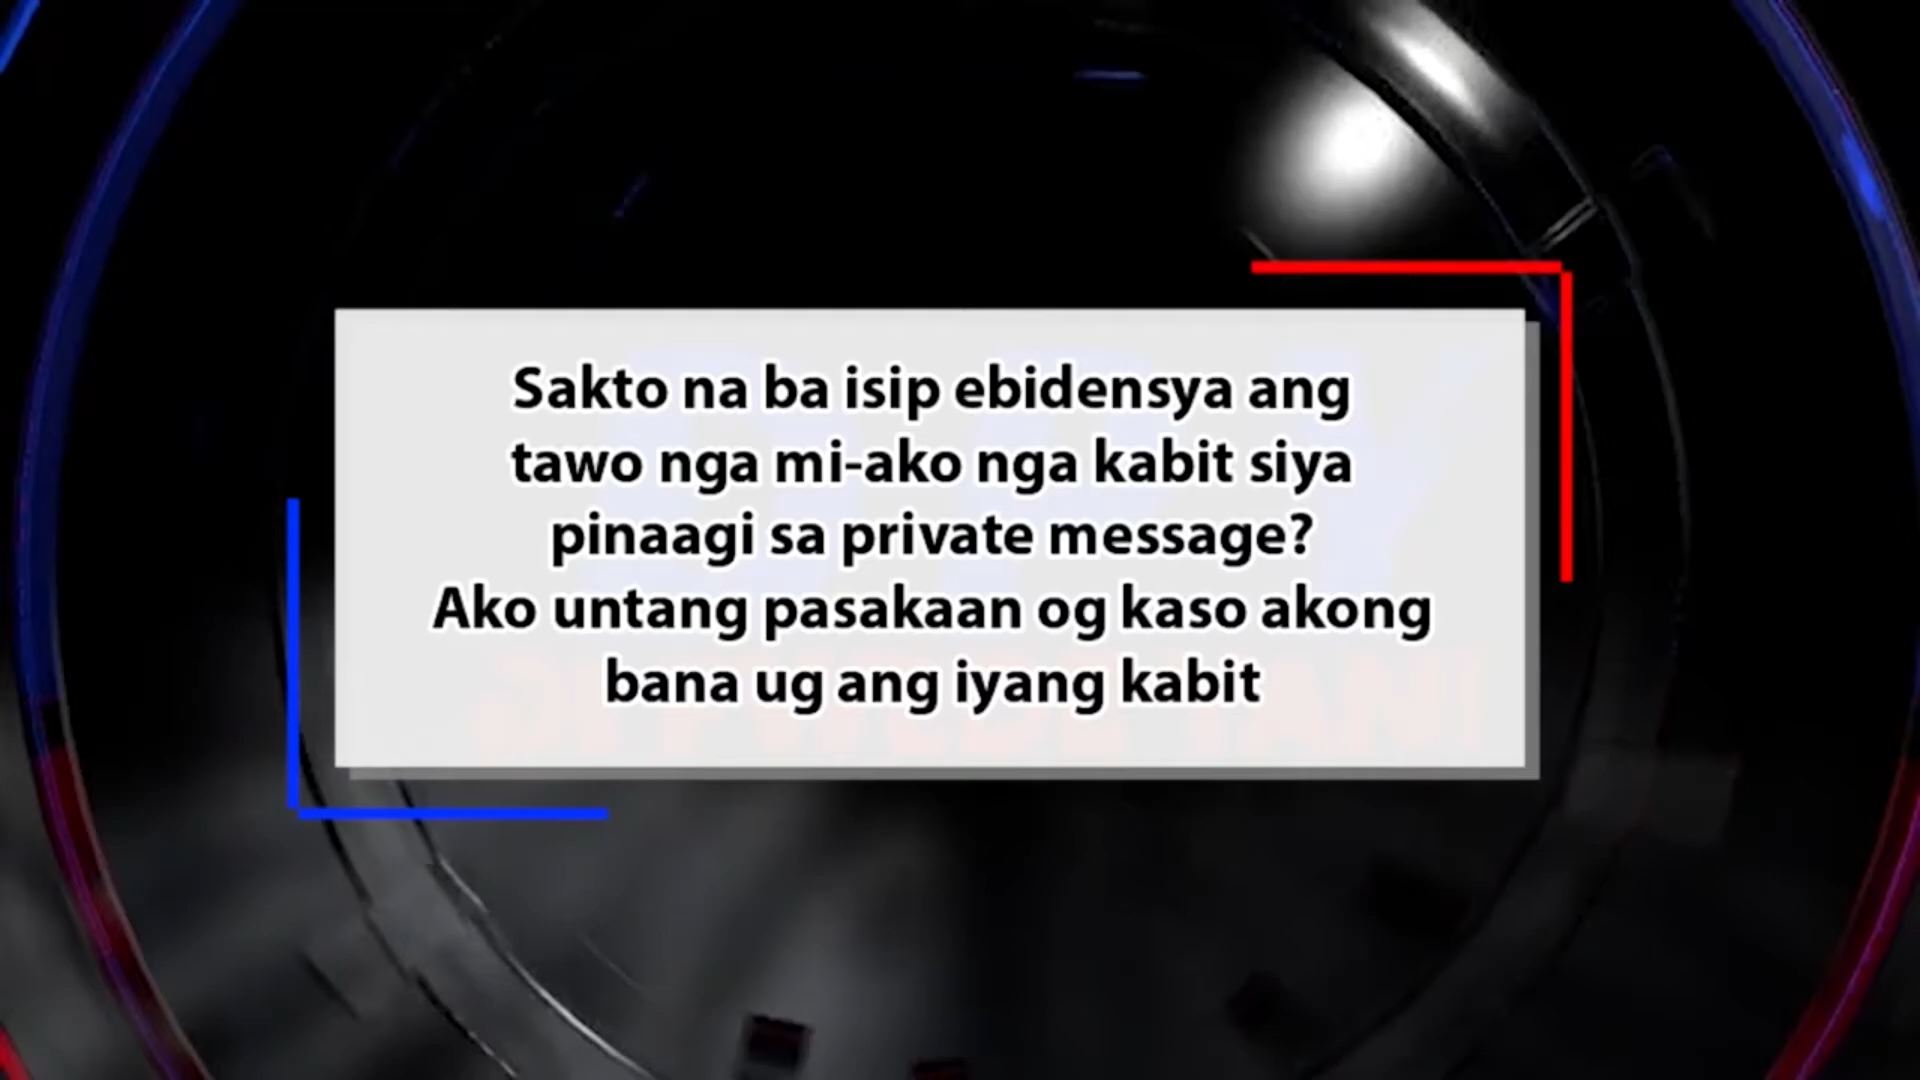 Sakto na ba isip ebidensya ang
tawo nga mi-ako nga kabit siya
pinaagi sa private message?
Ako untang pasakaan og kaso akong
bana ug ang iyang kabit